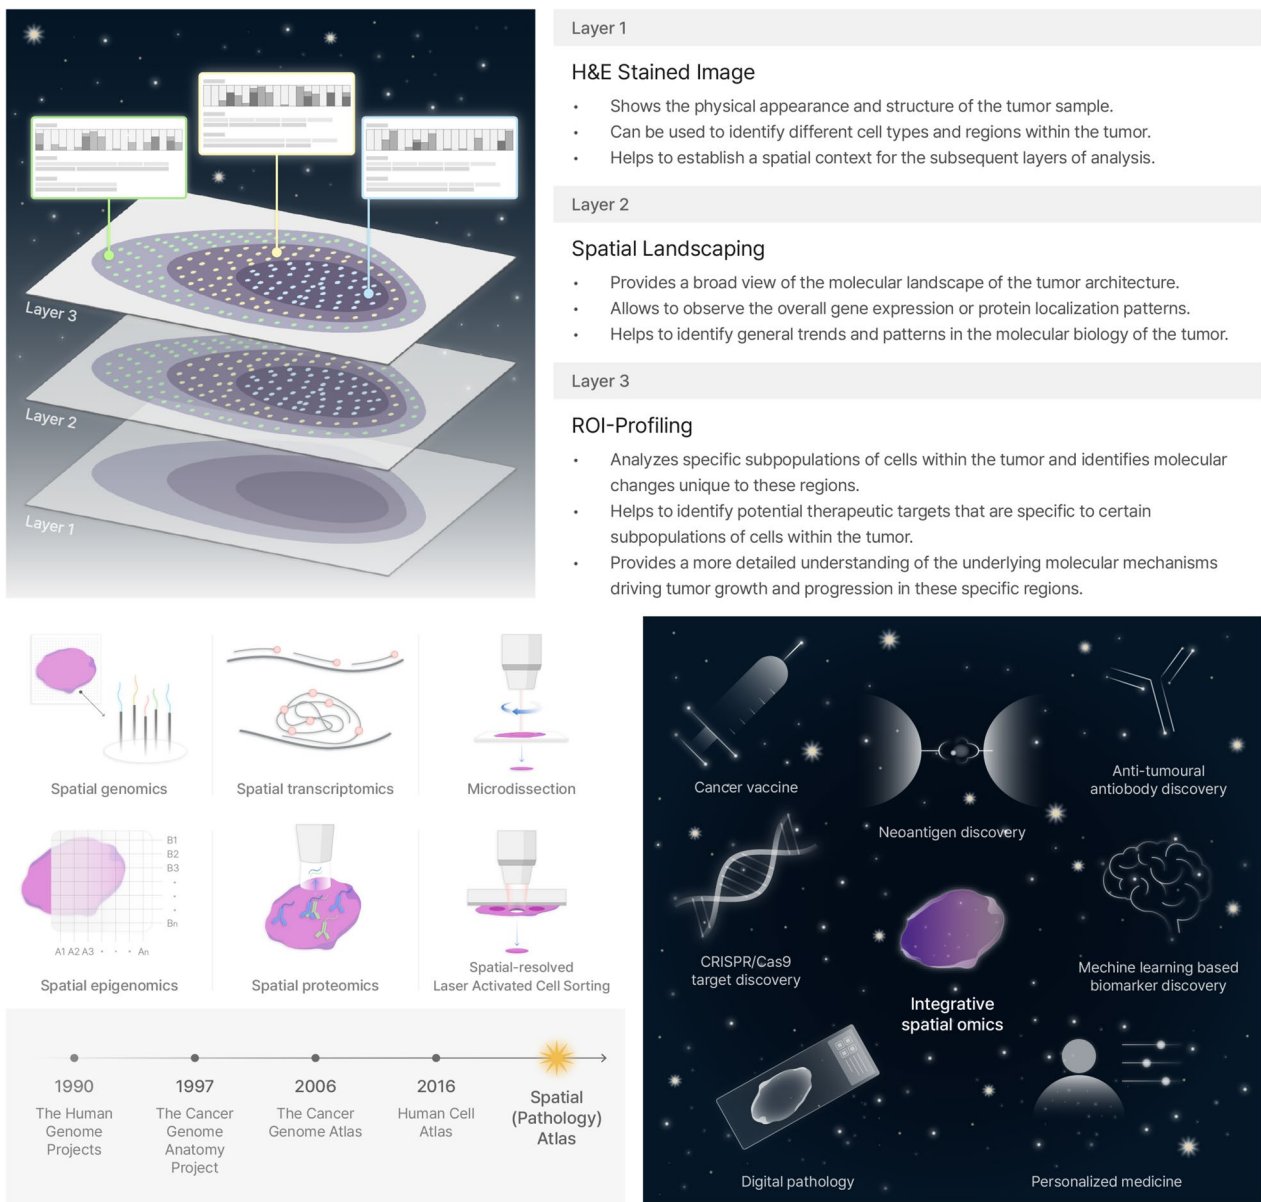 Layer 3
Layer 2
Layer 1
Layer 1
H&E Stained Image
• Shows the physical appearance and structure of the tumor sample.
• Can be used to identify different cell types and regions within the tumor.
• Helps to establish a spatial context for the subsequent layers of analysis.
Layer 2
Spatial Landscaping
• Provides a broad view of the molecular landscape of the tumor architecture.
• Allows to observe the overall gene expression or protein localization patterns.
• Helps to identify general trends and patterns in the molecular biology of the tumor.
Layer 3
ROI-Profiling
• Analyzes specific subpopulations of cells within the tumor and identifies molecular
changes unique to these regions.
• Helps to identify potential therapeutic targets that are specific to certain
subpopulations of cells within the tumor.
• Provides a more detailed understanding of the underlying molecular mechanisms
driving tumor growth and progression in these specific regions.
Spatial genomics
Spatial transcriptomics
Microdissection
B1
B2
B3
·
·
Bn
A1 A2 A3 · · · An
Spatial epigenomics
Spatial proteomics
Spatial-resolved
Laser Activated Cell Sorting
1990
The Human
Genome
Projects
1997
The Cancer
Genome
Anatomy
Project
2006
The Cancer
Genome Atlas
2016
Human Cell
Atlas
Spatial
(Pathology)
Atlas
Cancer vaccine
Neoantigen discovery
Anti-tumoural
antiobody discovery
CRISPR/Cas9
target discovery
Integrative
spatial omics
Mechine learning based
biomarker discovery
Digital pathology
Personalized medicine